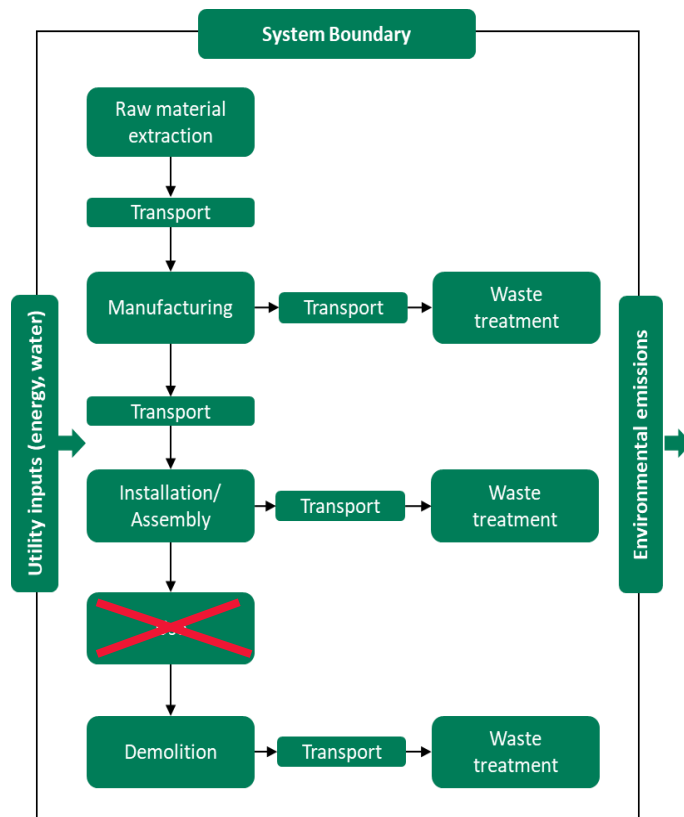 System Boundary
Raw material
extraction
Transport
Manufacturing
Transport
Waste
treatment
Transport
Installation/
Assembly
Transport
Waste
treatment
Demolition
Transport
Waste
treatment
Utility inputs (energy, water)
Environmental emissions